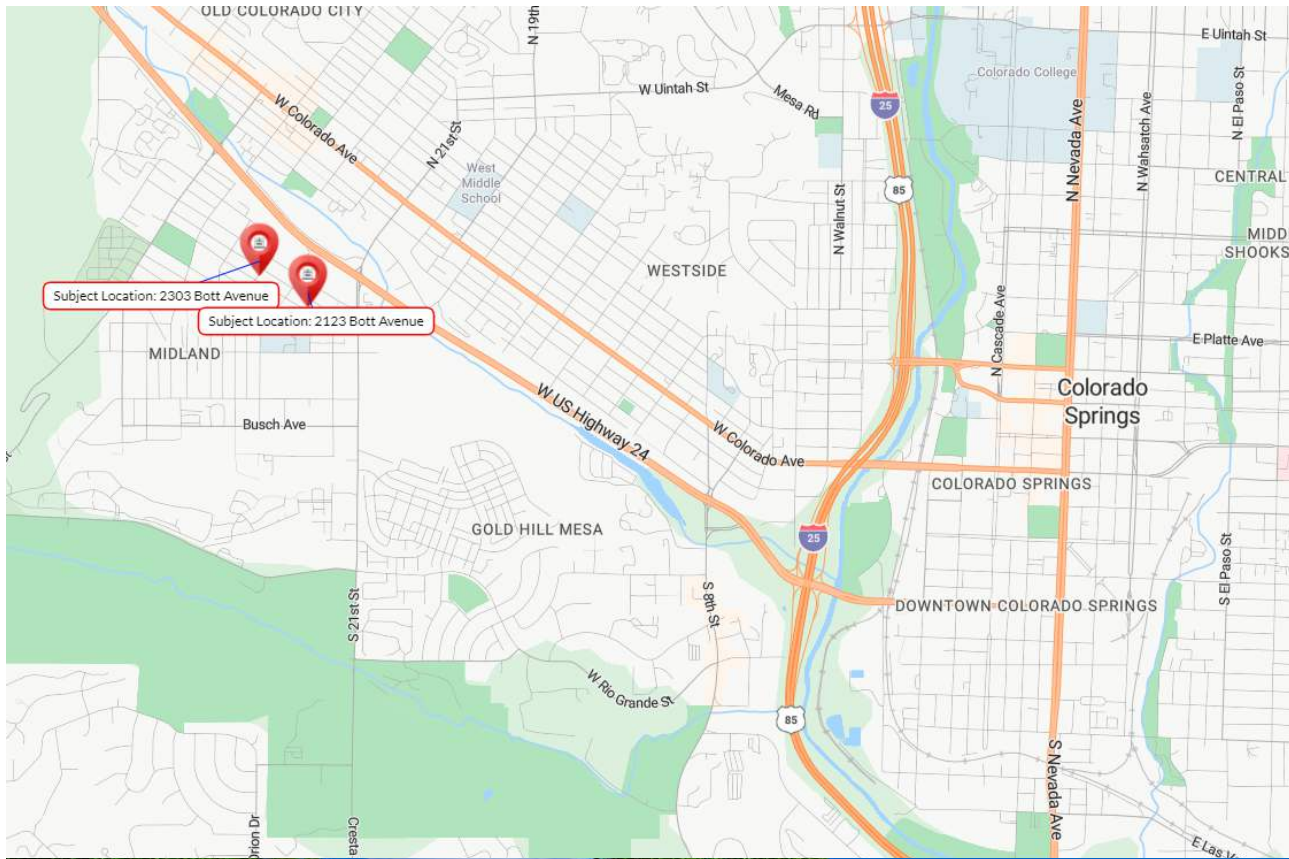 OLD COLORADO CITY
N 19th
E Uintah St
Colorado College
W Uintah St
Mesa Rd
25
N El Paso St
W Colorado Ave
N 21st St
N Nevada Ave
N Wahsatch Ave
West
Middle
School
CENTRAL
85
N Walnut St
MIDD
SHOOKS
WESTSIDE
Subject Location: 2303 Bott Avenue
Subject Location: 2123 Bott Avenue
N Cascade Ave
E Platte Ave
MIDLAND
Colorado
Springs
W US Highway 24
Busch Ave
W Colorado Ave
COLORADO SPRINGS
GOLD HILL MESA
25
S El Paso St
S 21st St
S 8th St
DOWNTOWN COLORADO SPRINGS
W Rio Grande St
85
S Nevada Ave
Orion Dr
Cresta
E Las V